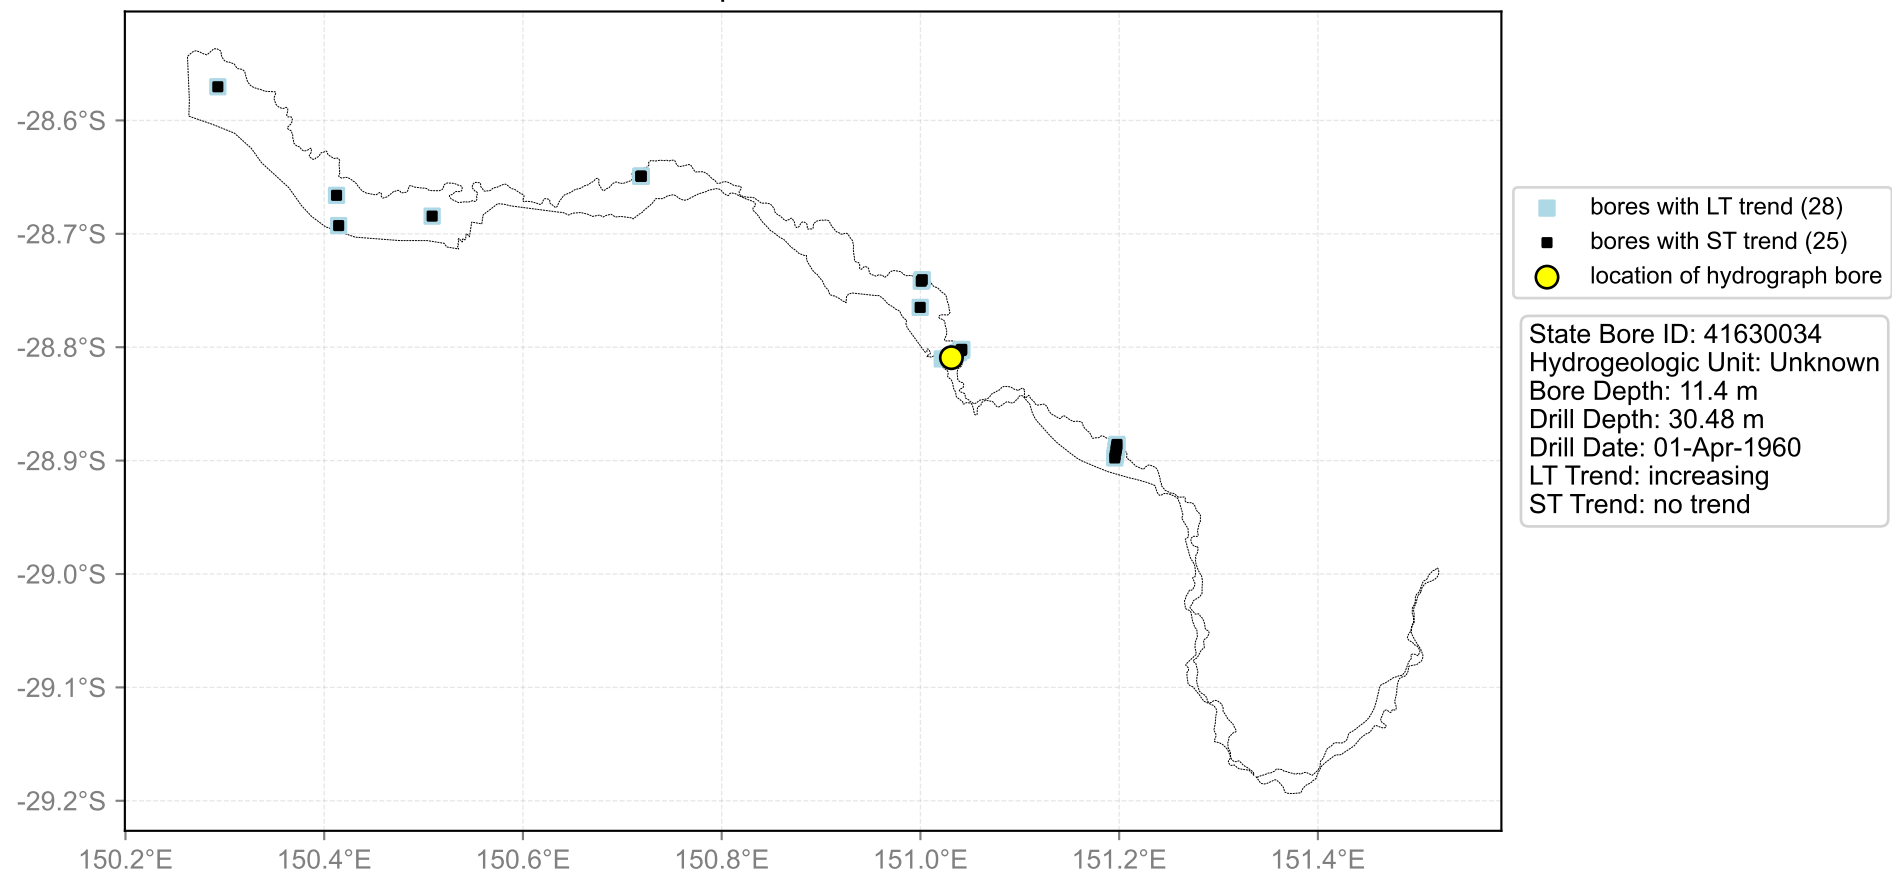 -28.6°S
-28.7°S
-28.8°S
-28.9°S
-29.0°S
-29.1°S
-29.2°S
150.2°E
150.4°E
150.6°E
150.8°E
151.0°E
151.2°E
151.4°E
bores with LT trend (28)
bores with ST trend (25)
location of hydrograph bore
State Bore ID: 41630034
Hydrogeologic Unit: Unknown
Bore Depth: 11.4 m
Drill Depth: 30.48 m
Drill Date: 01-Apr-1960
LT Trend: increasing
ST Trend: no trend